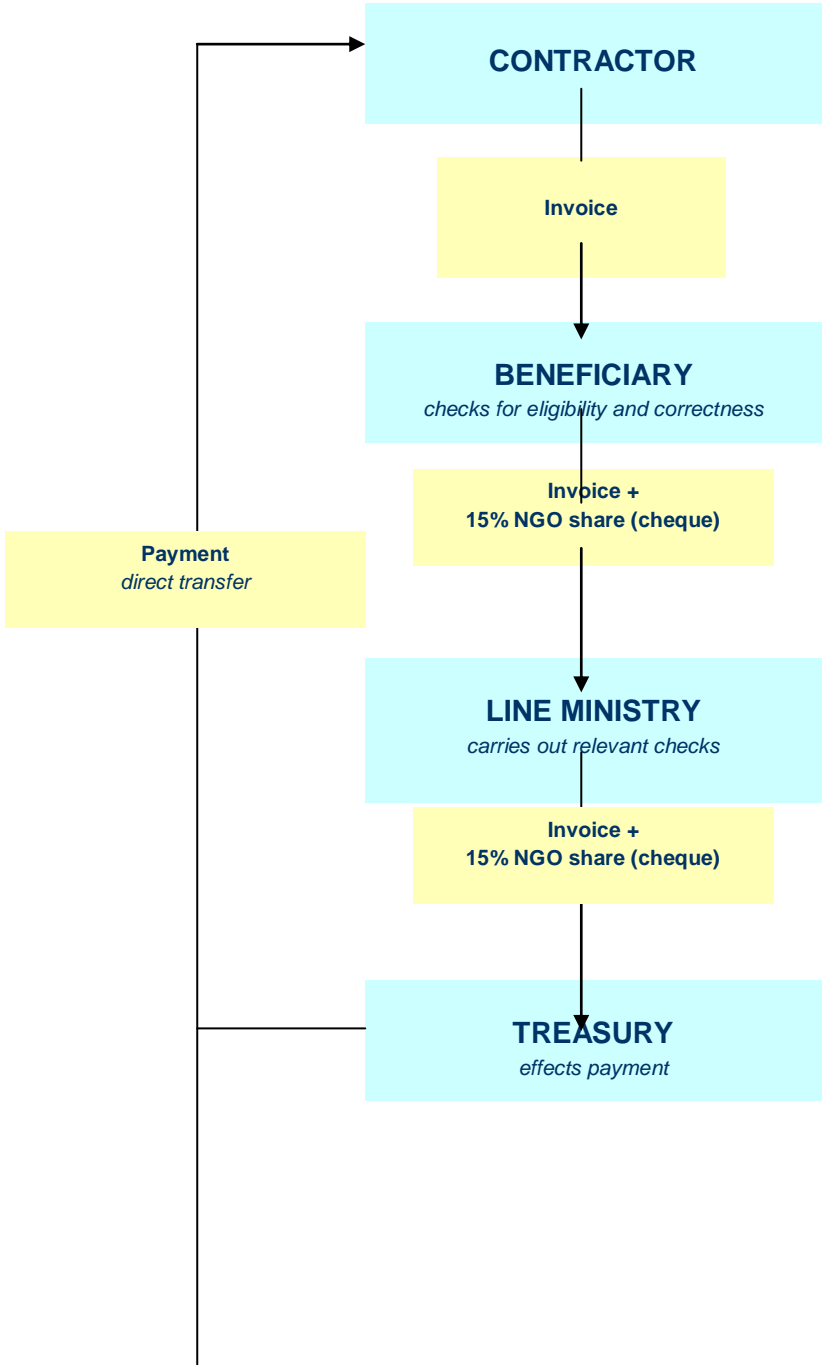 CONTRACTOR
Invoice
BENEFICIARY
checks for eligibility and correctness
Invoice +
15% NGO share (cheque)
Payment
direct transfer
LINE MINISTRY
carries out relevant checks
Invoice +
15% NGO share (cheque)
TREASURY
effects payment